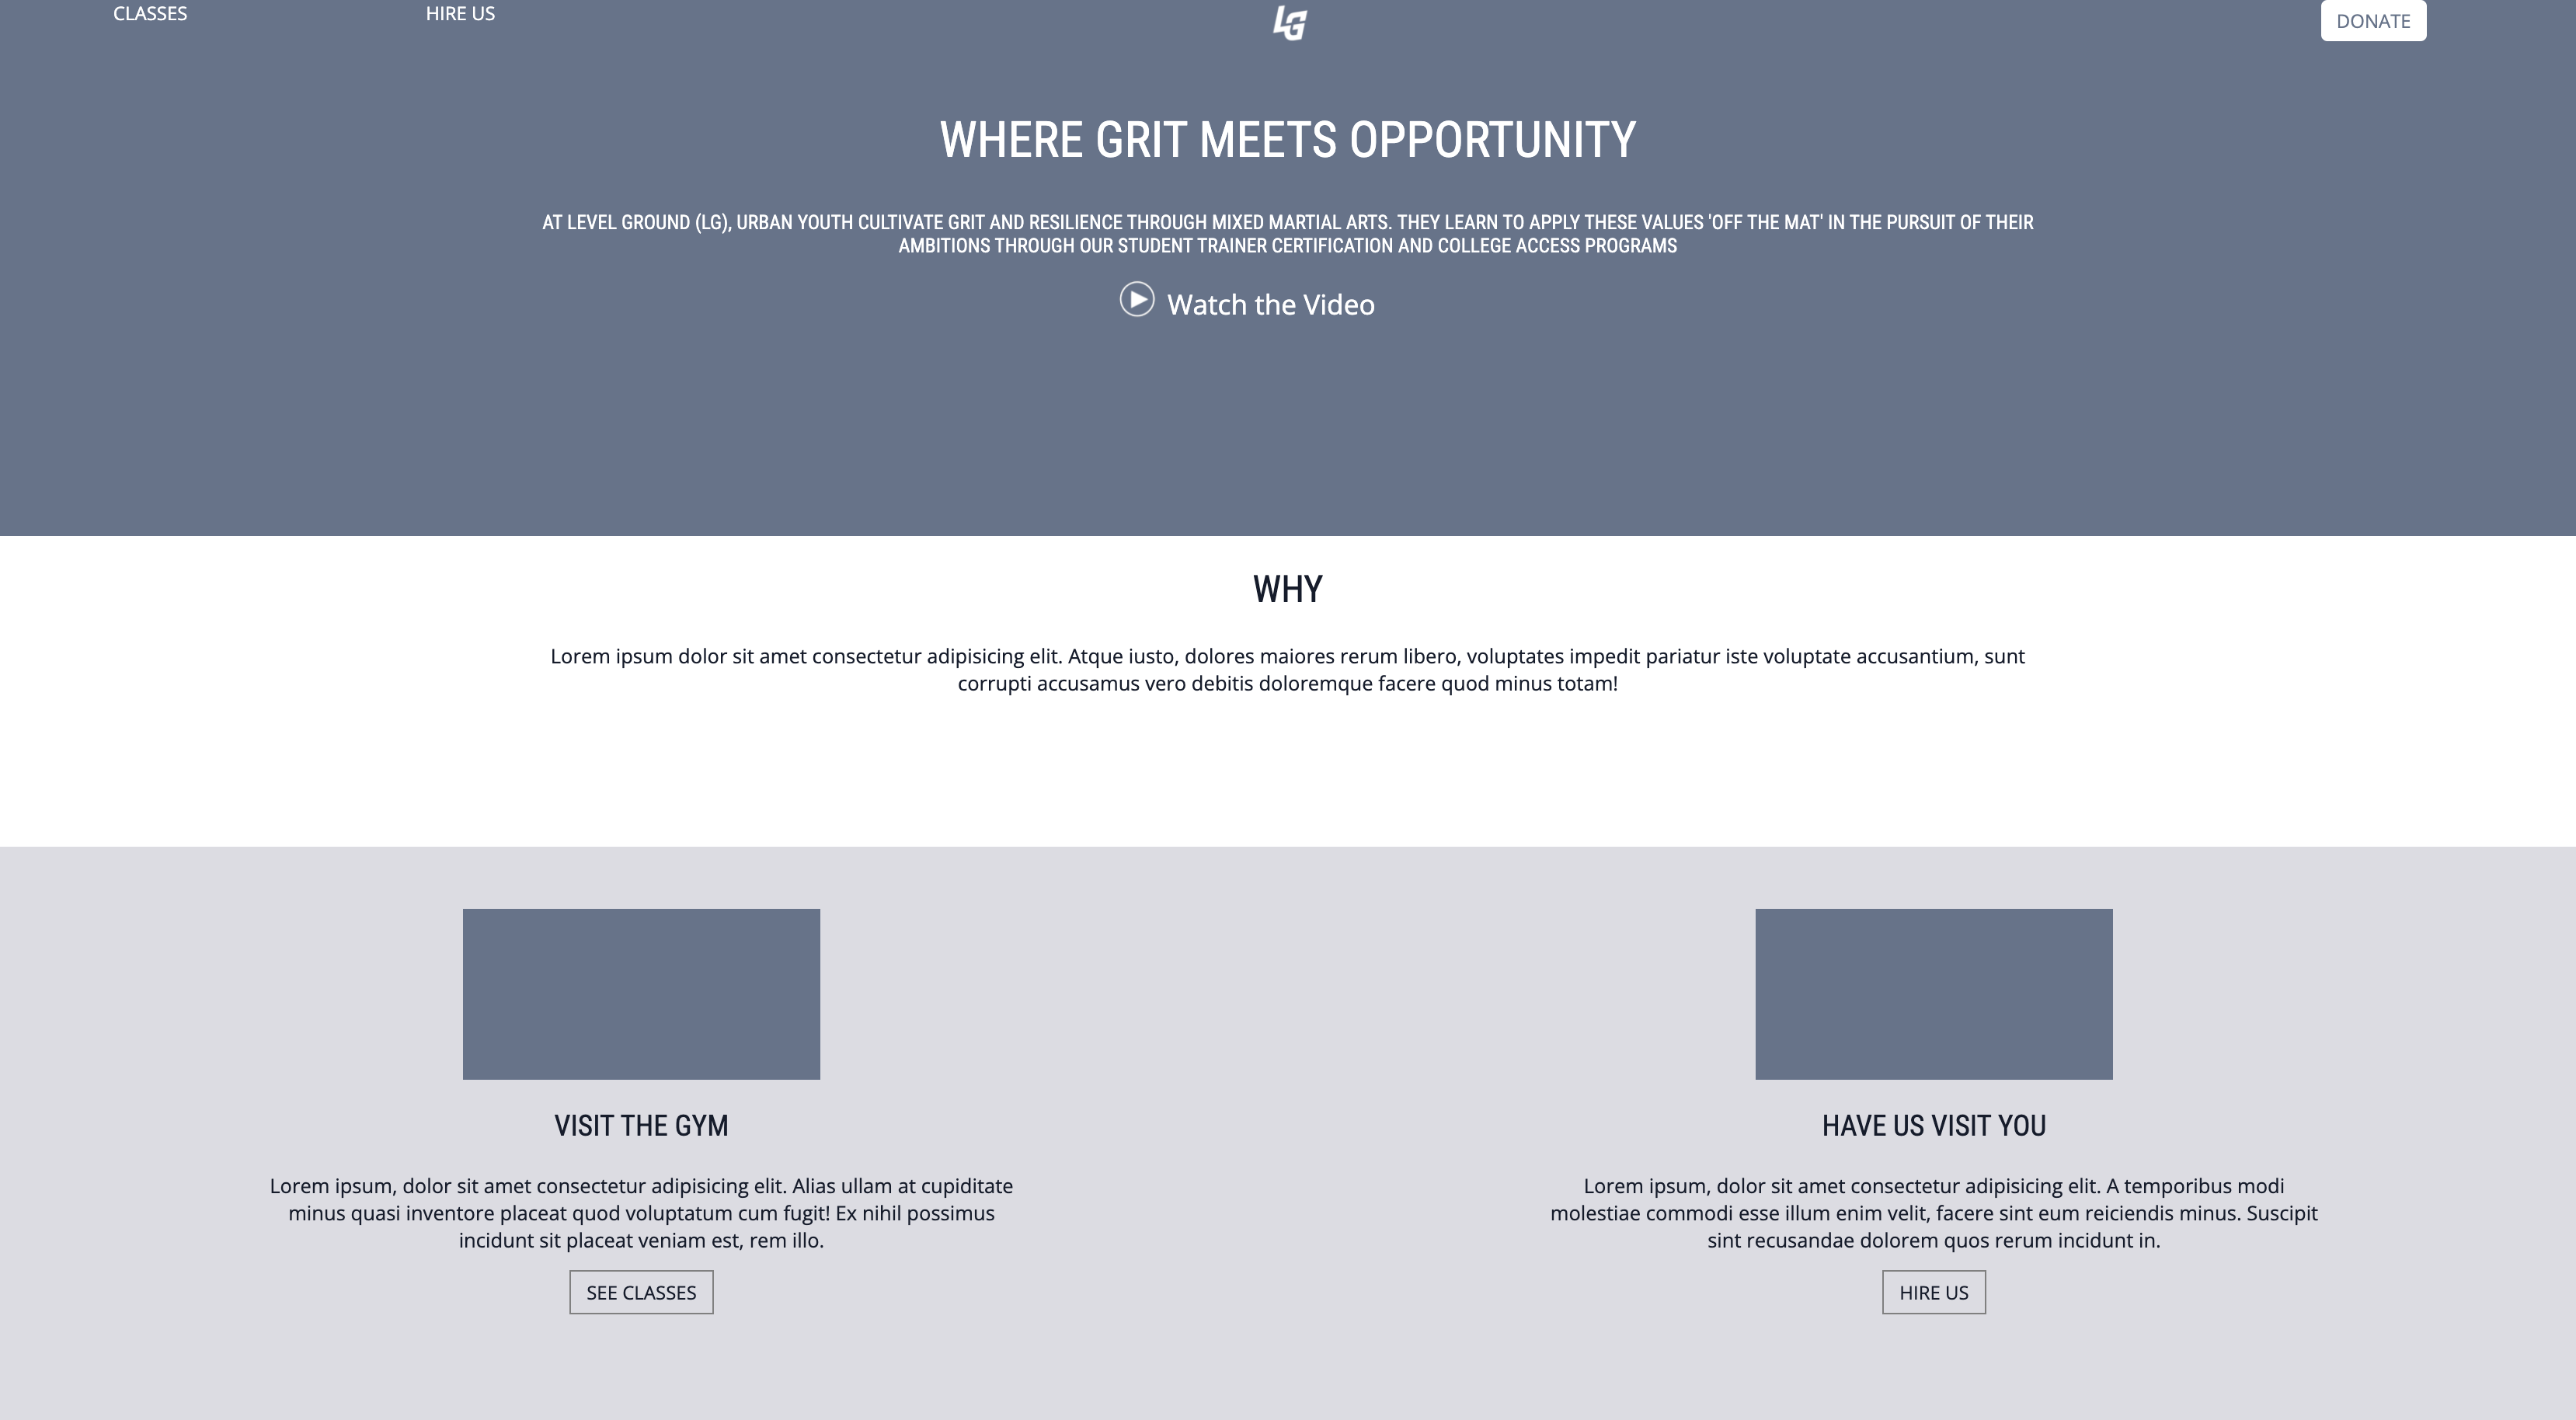 CLASSES
HIRE US
LG
DONATE
WHERE GRIT MEETS OPPORTUNITY
AT LEVEL GROUND (LG), URBAN YOUTH CULTIVATE GRIT AND RESILIENCE THROUGH MIXED MARTIAL ARTS. THEY LEARN TO APPLY THESE VALUES 'OFF THE MAT' IN THE PURSUIT OF THEIR
AMBITIONS THROUGH OUR STUDENT TRAINER CERTIFICATION AND COLLEGE ACCESS PROGRAMS
Watch the Video
WHY
Lorem ipsum dolor sit amet consectetur adipisicing elit. Atque iusto, dolores maiores rerum libero, voluptates impedit pariatur iste voluptate accusantium, sunt
corrupti accusamus vero debitis doloremque facere quod minus totam!
VISIT THE GYM
Lorem ipsum, dolor sit amet consectetur adipisicing elit. Alias ullam at cupiditate
minus quasi inventore placeat quod voluptatum cum fugit! Ex nihil possimus
incidunt sit placeat veniam est, rem illo.
SEE CLASSES
HAVE US VISIT YOU
Lorem ipsum, dolor sit amet consectetur adipisicing elit. A temporibus modi
molestiae commodi esse illum enim velit, facere sint eum reiciendis minus. Suscipit
sint recusandae dolorem quos rerum incidunt in.
HIRE US